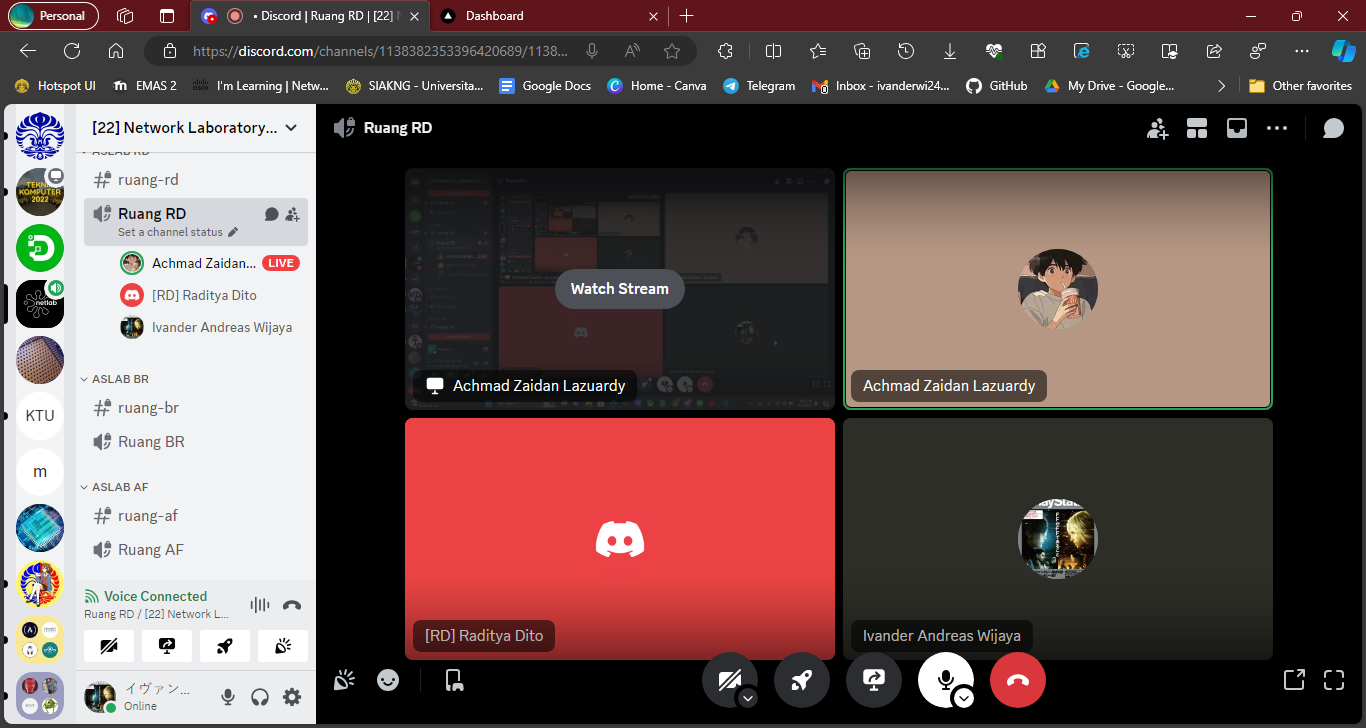 Personal
• Discord | Ruang RD | [22]
Dashboard
https://discord.com/channels/1138382353396420689/1138...
Hotspot UI
EMAS 2
I'm Learning | Netw...
SIAKNG - Universita...
Google Docs
Home - Canva
Telegram
Inbox - ivanderwi24...
GitHub
My Drive - Google...
Other favorites
[22] Network Laboratory...
Ruang RD
ASLAB RD
ruang-rd
Ruang RD
Set a channel status
Achmad Zaidan... LIVE
[RD] Raditya Dito
Ivander Andreas Wijaya
ASLAB BR
ruang-br
Ruang BR
ASLAB AF
ruang-af
Ruang AF
TEKNIK
KOMPUTER
2022
netlab
KTU
m
Voice Connected
Ruang RD / [22] Network L...
イヴァン...
Online
Watch Stream
Achmad Zaidan Lazuardy
Achmad Zaidan Lazuardy
[RD] Raditya Dito
Ivander Andreas Wijaya